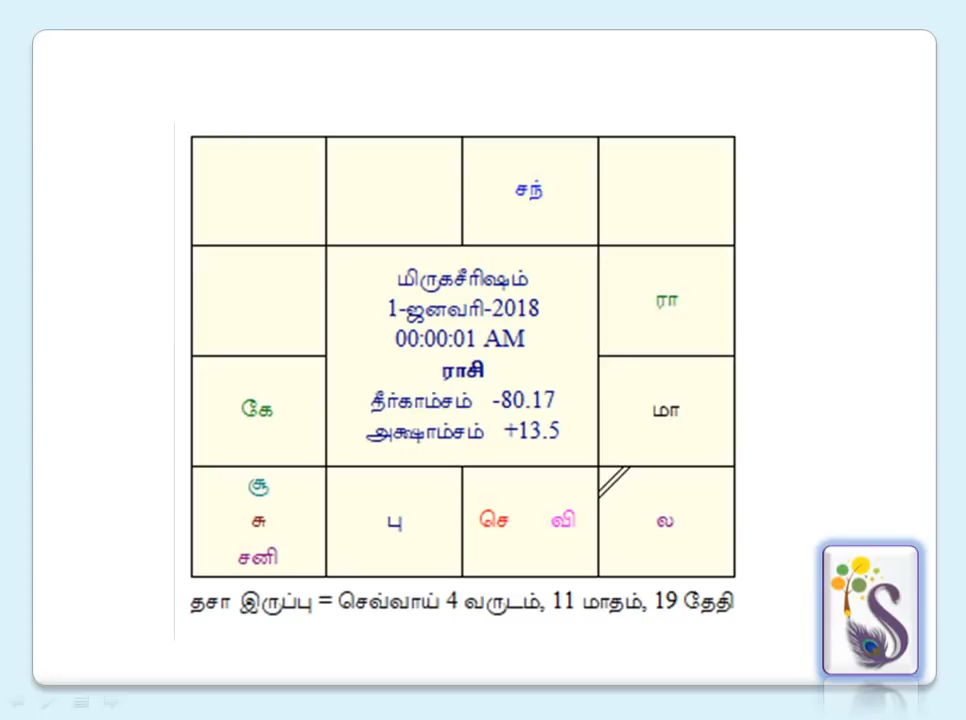 சந்
மிருகசீரிஷம்
1-ஜனவரி-2018
00:00:01 AM
ராசி
தீர்காம்சம் -80.17
அக்ஷாம்சம் +13.5
ரா
கே
மா
சூ
சு
சனி
பு
செ வி
ல
தசா இருப்பு = செவ்வாய் 4 வருடம், 11 மாதம், 19 தேதி
S